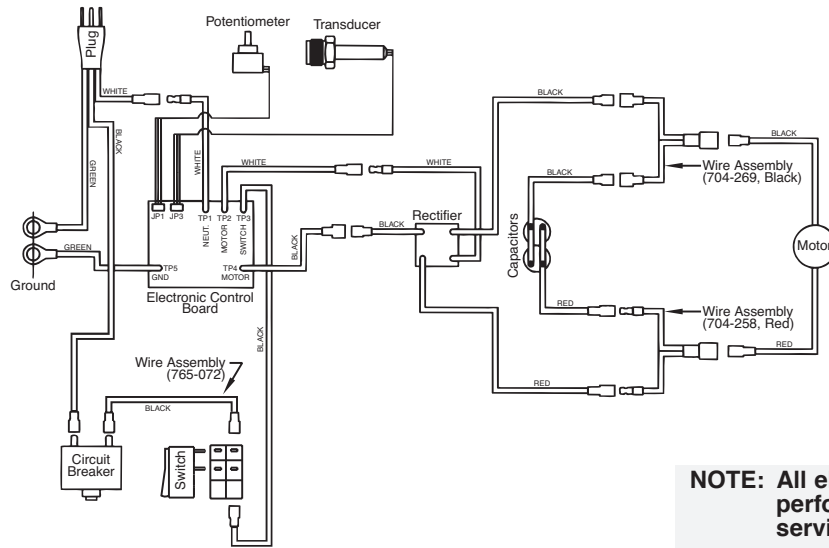 Potentiometer
Transducer
Plug
WHITE
BLACK
GREEN
WHITE
WHITE
WHITE
BLACK
BLACK
BLACK
Wire Assembly
(704-269, Black)
JP1 JP3 TP1 TP2 TP3
NEUT.
MOTOR
SWITCH
BLACK
BLACK
Rectifier
Capacitors
Motor
GREEN
TP5
GND
TP4
MOTOR
Ground
Electronic Control
Board
RED
Wire Assembly
(704-258, Red)
RED
RED
BLACK
Wire Assembly
(765-072)
BLACK
Circuit
Breaker
Switch
NOTE: All e
perfo
servi